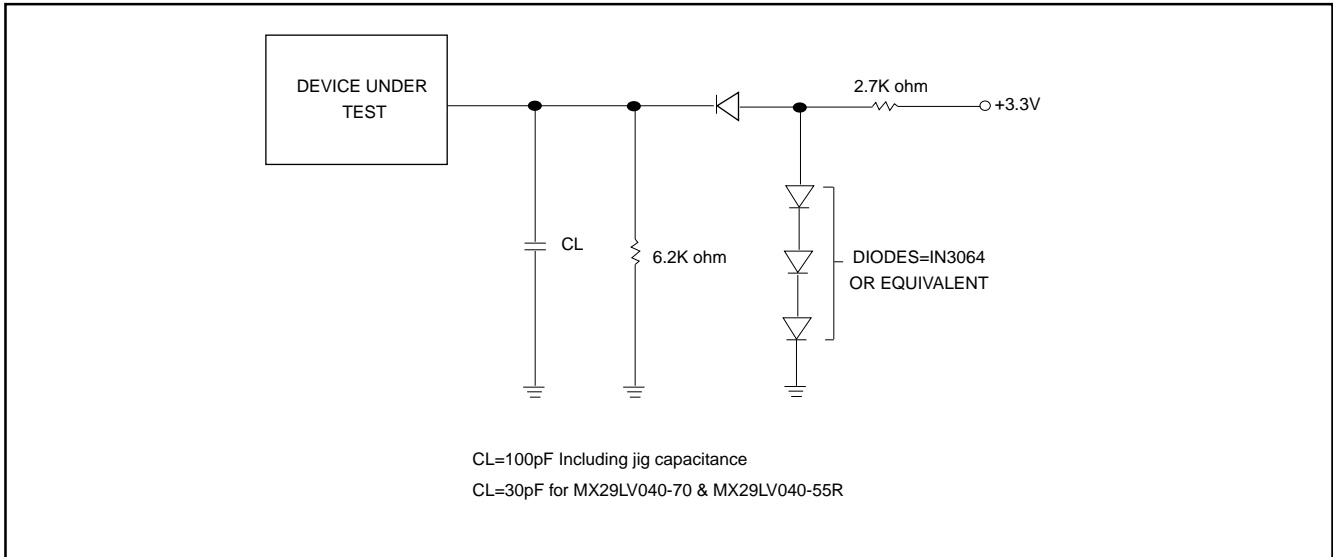 DEVICE UNDER
TEST
2.7K ohm
+3.3V
CL
6.2K ohm
DIODES=IN3064
OR EQUIVALENT
CL=100pF Including jig capacitance
CL=30pF for MX29LV040-70 & MX29LV040-55R